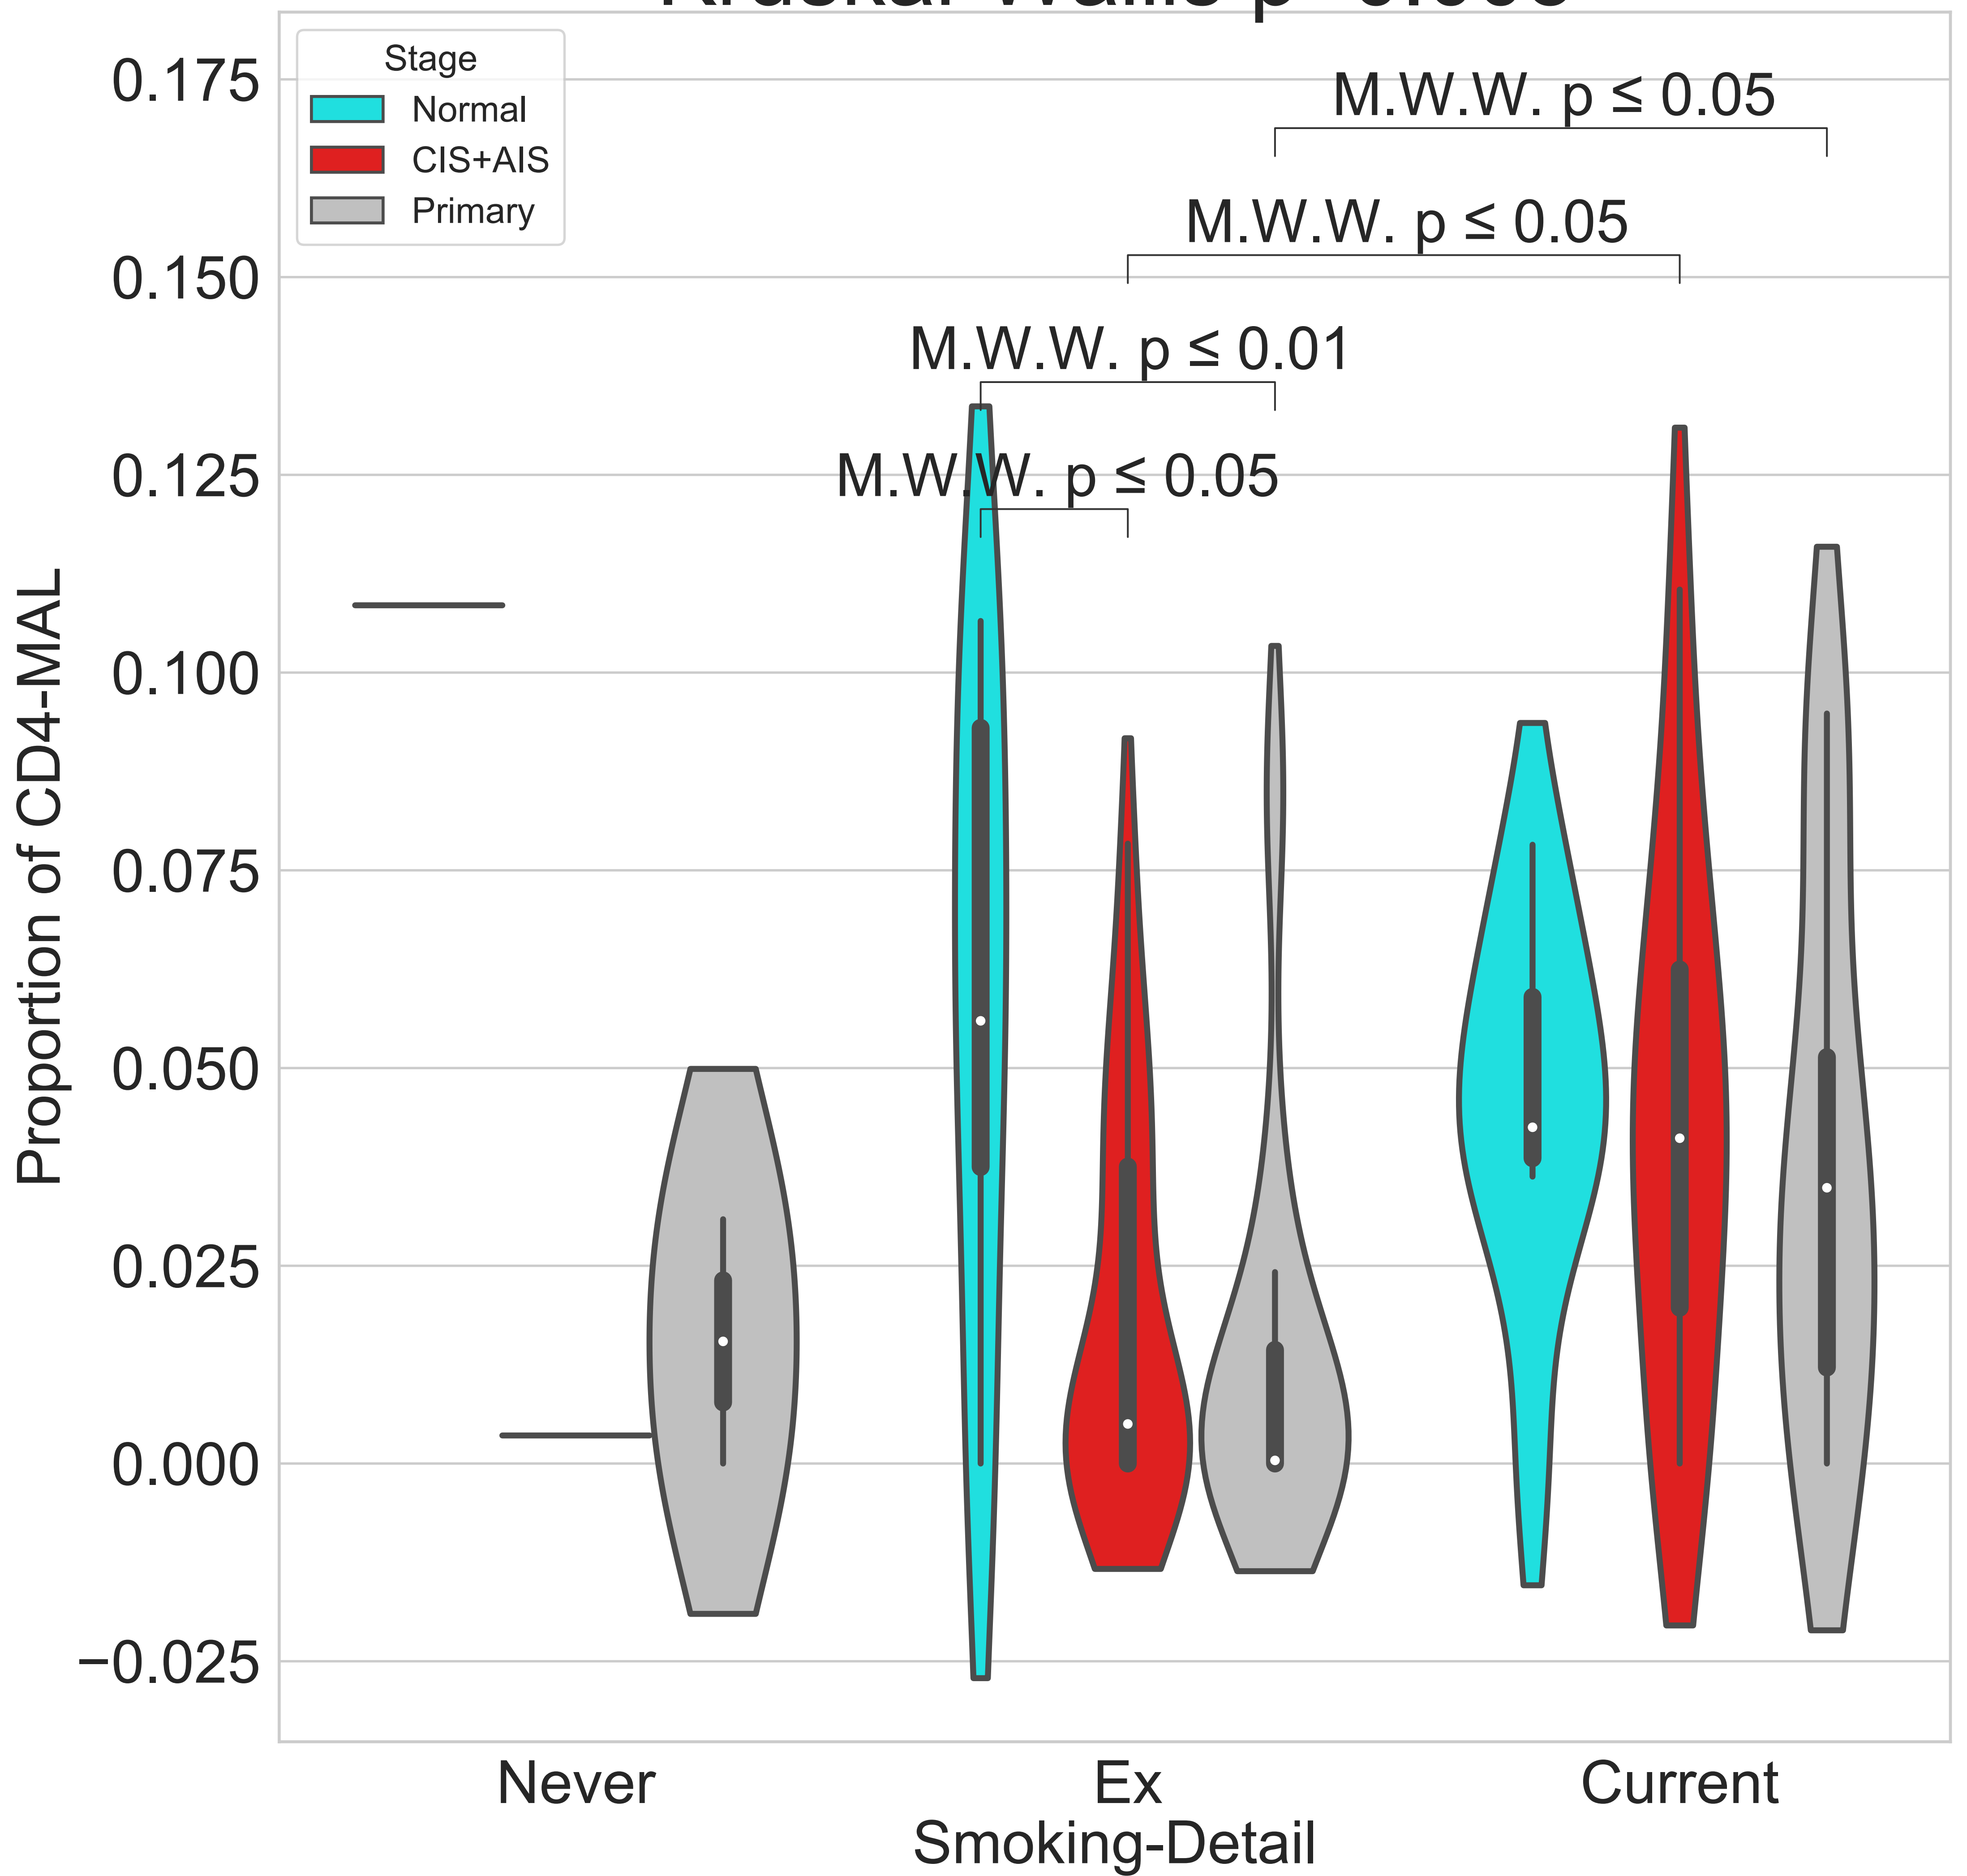 Stage
Normal
CIS+AIS
Primary
M.W.W. p ≤ 0.05
M.W.W. p ≤ 0.05
M.W.W. p ≤ 0.01
M.W.W. p ≤ 0.05
0.175
0.150
0.125
0.100
0.075
0.050
0.025
0.000
−0.025
Proportion of CD4-MAL
Never
Ex
Current
Smoking-Detail